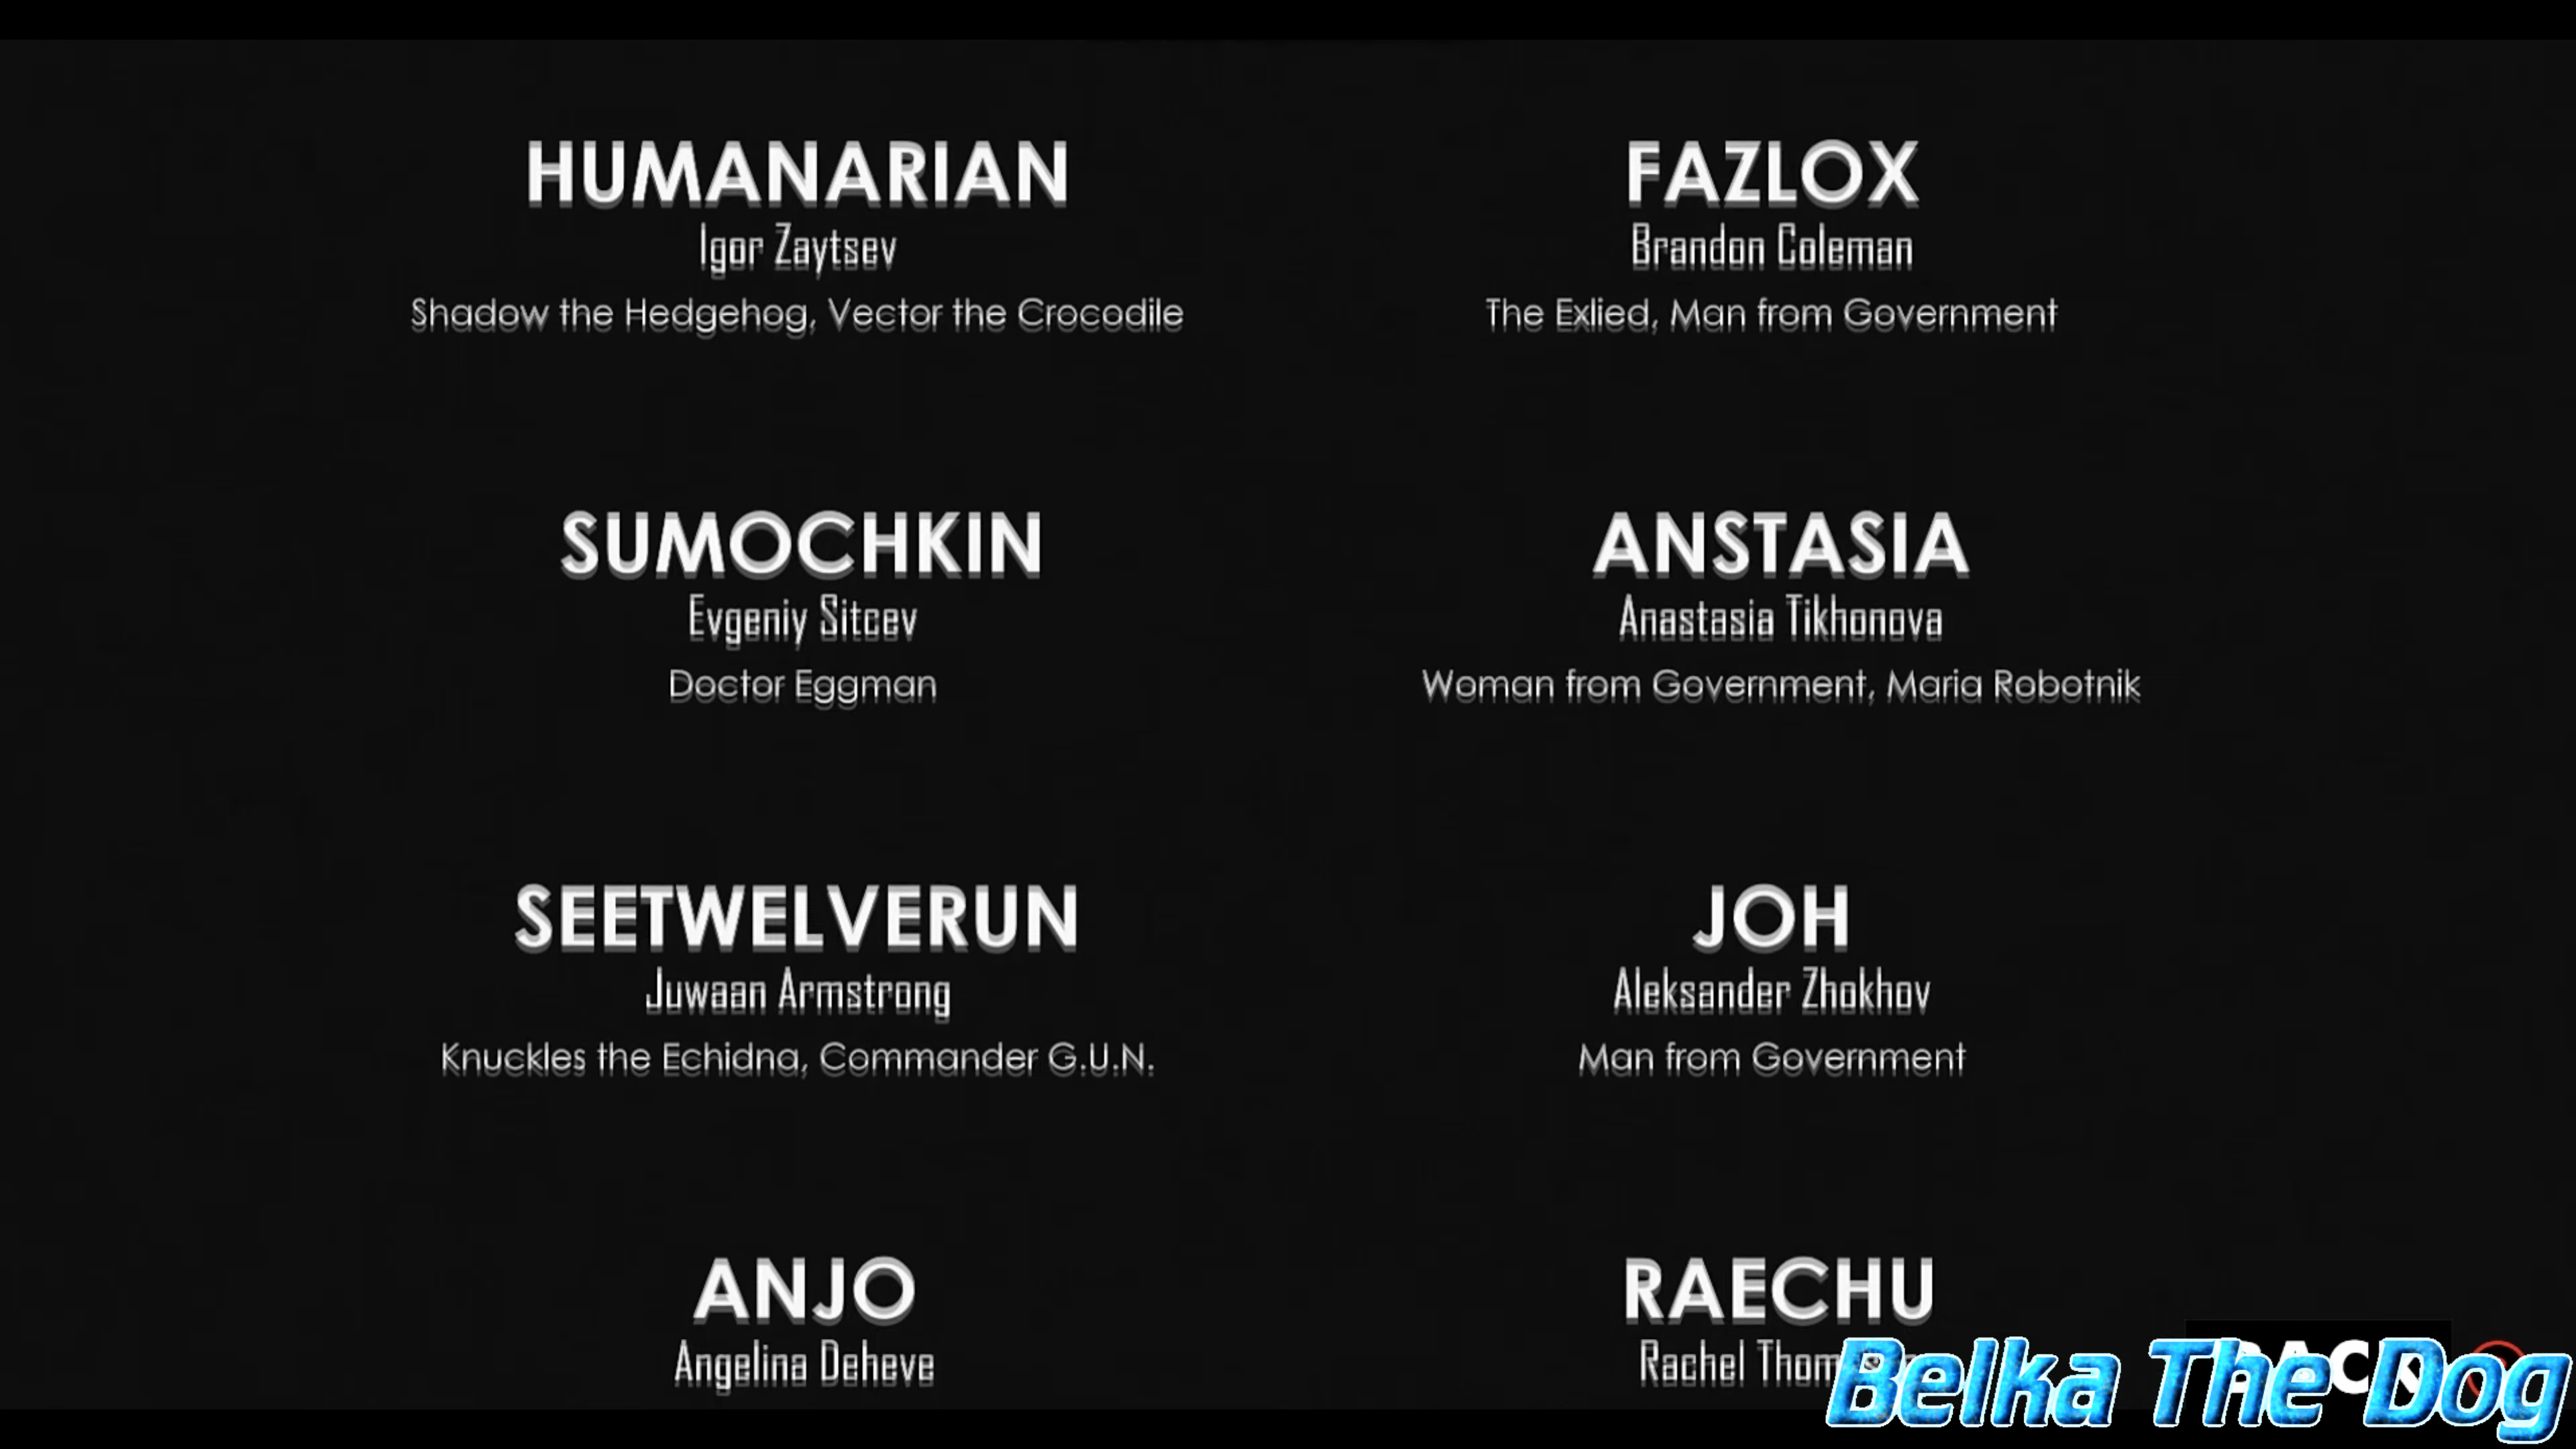 HUMANARIAN
Igor Zaytsev
Shadow the Hedgehog, Vector the Crocodile
FAZLOX
Brandon Coleman
The Exlied, Man from Government
SUMOCHKIN
Evgeniy Sitcev
Doctor Eggman
ANSTASIA
Anastasia Tikhonova
Woman from Government, Maria Robotnik
SEETWELVERUN
Juwaan Armstrong
Knuckles the Echidna, Commander G.U.N.
JOH
Aleksander Zhokhov
Man from Government
ANJO
Angelina Deheve
RAECHU
Rachel
Belka The Dog